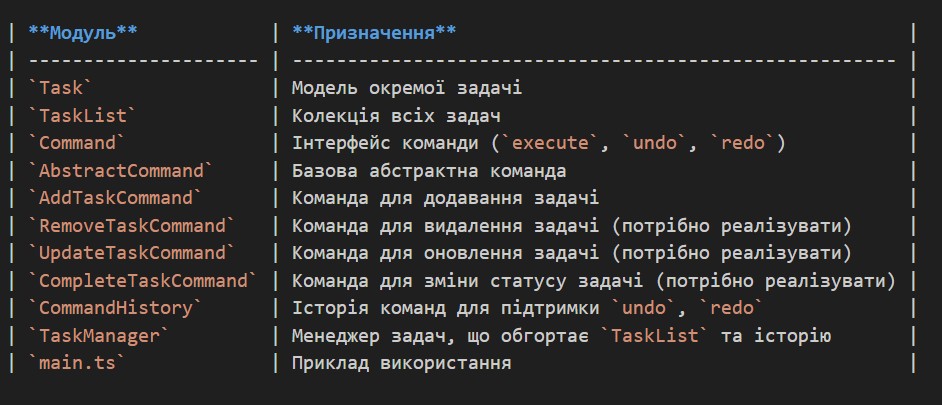 | **Модуль** | **Призначення** |
| --------------------- | ------------------------------------------------------- |
| `Task` | Модель окремої задачі |
| `TaskList` | Колекція всіх задач |
| `Command` | Інтерфейс команди (`execute`, `undo`, `redo`) |
| `AbstractCommand` | Базова абстрактна команда |
| `AddTaskCommand` | Команда для додавання задачі |
| `RemoveTaskCommand` | Команда для видалення задачі (потрібно реалізувати) |
| `UpdateTaskCommand` | Команда для оновлення задачі (потрібно реалізувати) |
| `CompleteTaskCommand` | Команда для зміни статусу задачі (потрібно реалізувати) |
| `CommandHistory` | Історія команд для підтримки `undo`, `redo` |
| `TaskManager` | Менеджер задач, що обгортає `TaskList` та історію |
| `main.ts` | Приклад використання |